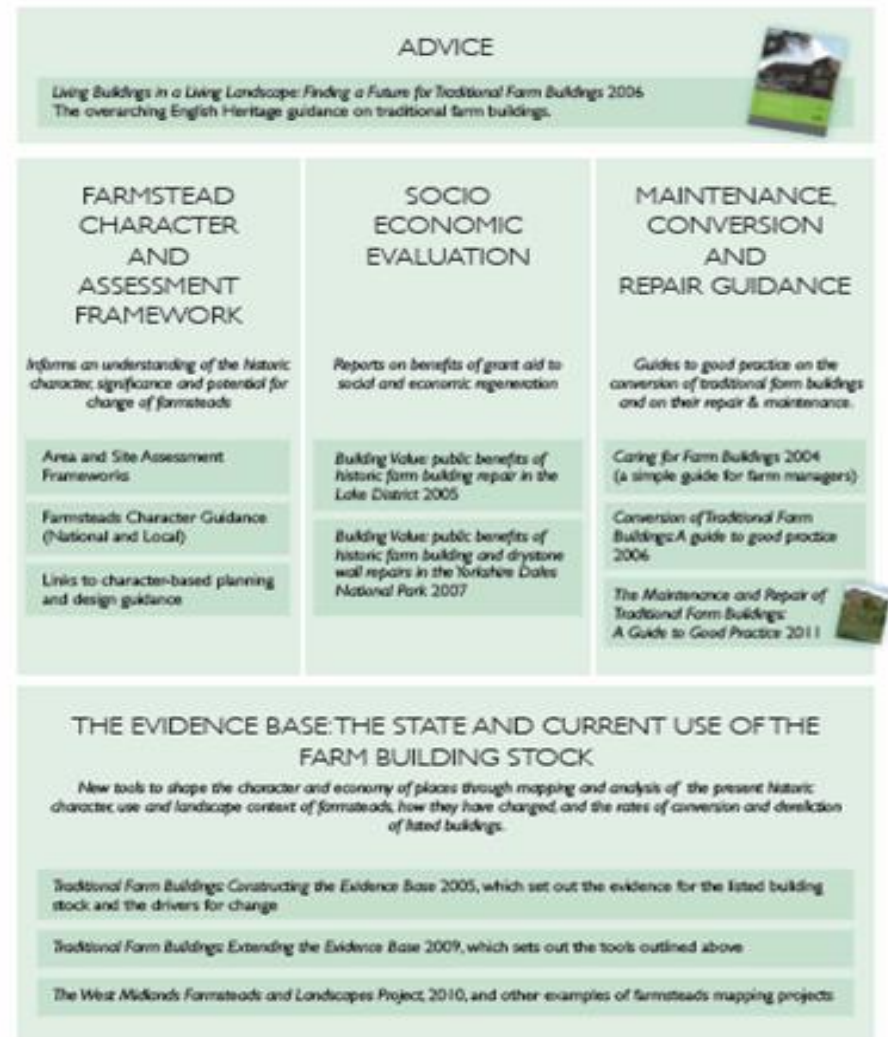 ADVICE
Living Buildings in a Living Landscape: Finding a Future for Traditional Farm Buildings 2006
The overarching English Heritage guidance on traditional farm buildings.
FARMSTEAD
CHARACTER
AND
ASSESSMENT
FRAMEWORK
Informs an understanding of the historic
character, significance and potential for
change of farmsteads
Area and Site Assessment
Frameworks
Farmsteads Character Guidance
(National and Local)
Links to character-based planning
and design guidance
SOCIO
ECONOMIC
EVALUATION
Reports on benefits of grant aid to
social and economic regeneration
Building Value: public benefits of
historic farm building repair in the
Lake District 2005
Building Value: public benefits of
historic farm building and drystone
wall repairs in the Yorkshire Dales
National Park 2007
MAINTENANCE,
CONVERSION
AND
REPAIR GUIDANCE
Guides to good practice on the
conversion of traditional farm buildings
and on their repair & maintenance.
Caring for Farm Buildings 2004
(a simple guide for farm managers)
Conversion of Traditional Farm
Buildings: A guide to good practice
2006
The Maintenance and Repair of
Traditional Farm Buildings:
A Guide to Good Practice 2011
THE EVIDENCE BASE: THE STATE AND CURRENT USE OF THE
FARM BUILDING STOCK
New tools to shape the character and economy of places through mapping and analysis of the present historic
character, use and landscape context of farmsteads, how they have changed, and the rates of conversion and dereliction
of listed buildings.
Traditional Farm Buildings: Constructing the Evidence Base 2005, which set out the evidence for the listed building
stock and the drivers for change
Traditional Farm Buildings: Extending the Evidence Base 2009, which sets out the tools outlined above
The West Midlands Farmsteads and Landscapes Project, 2010, and other examples of farmsteads mapping projects